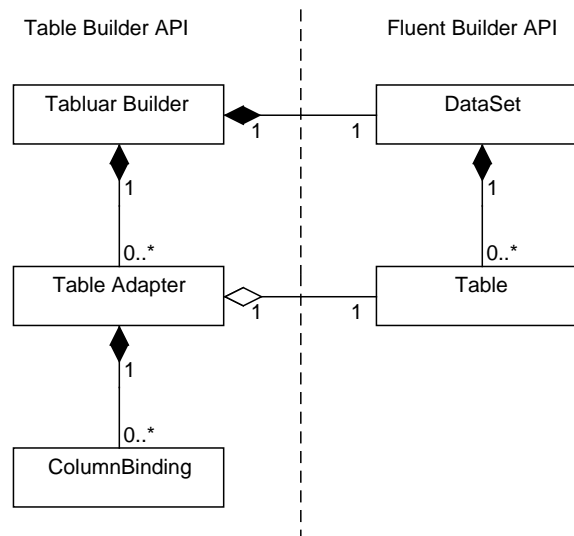 Table Builder API
Fluent Builder API
Tabluar Builder
DataSet
1
1
1
1
0..*
0..*
Table Adapter
Table
1
1
1
0..*
ColumnBinding